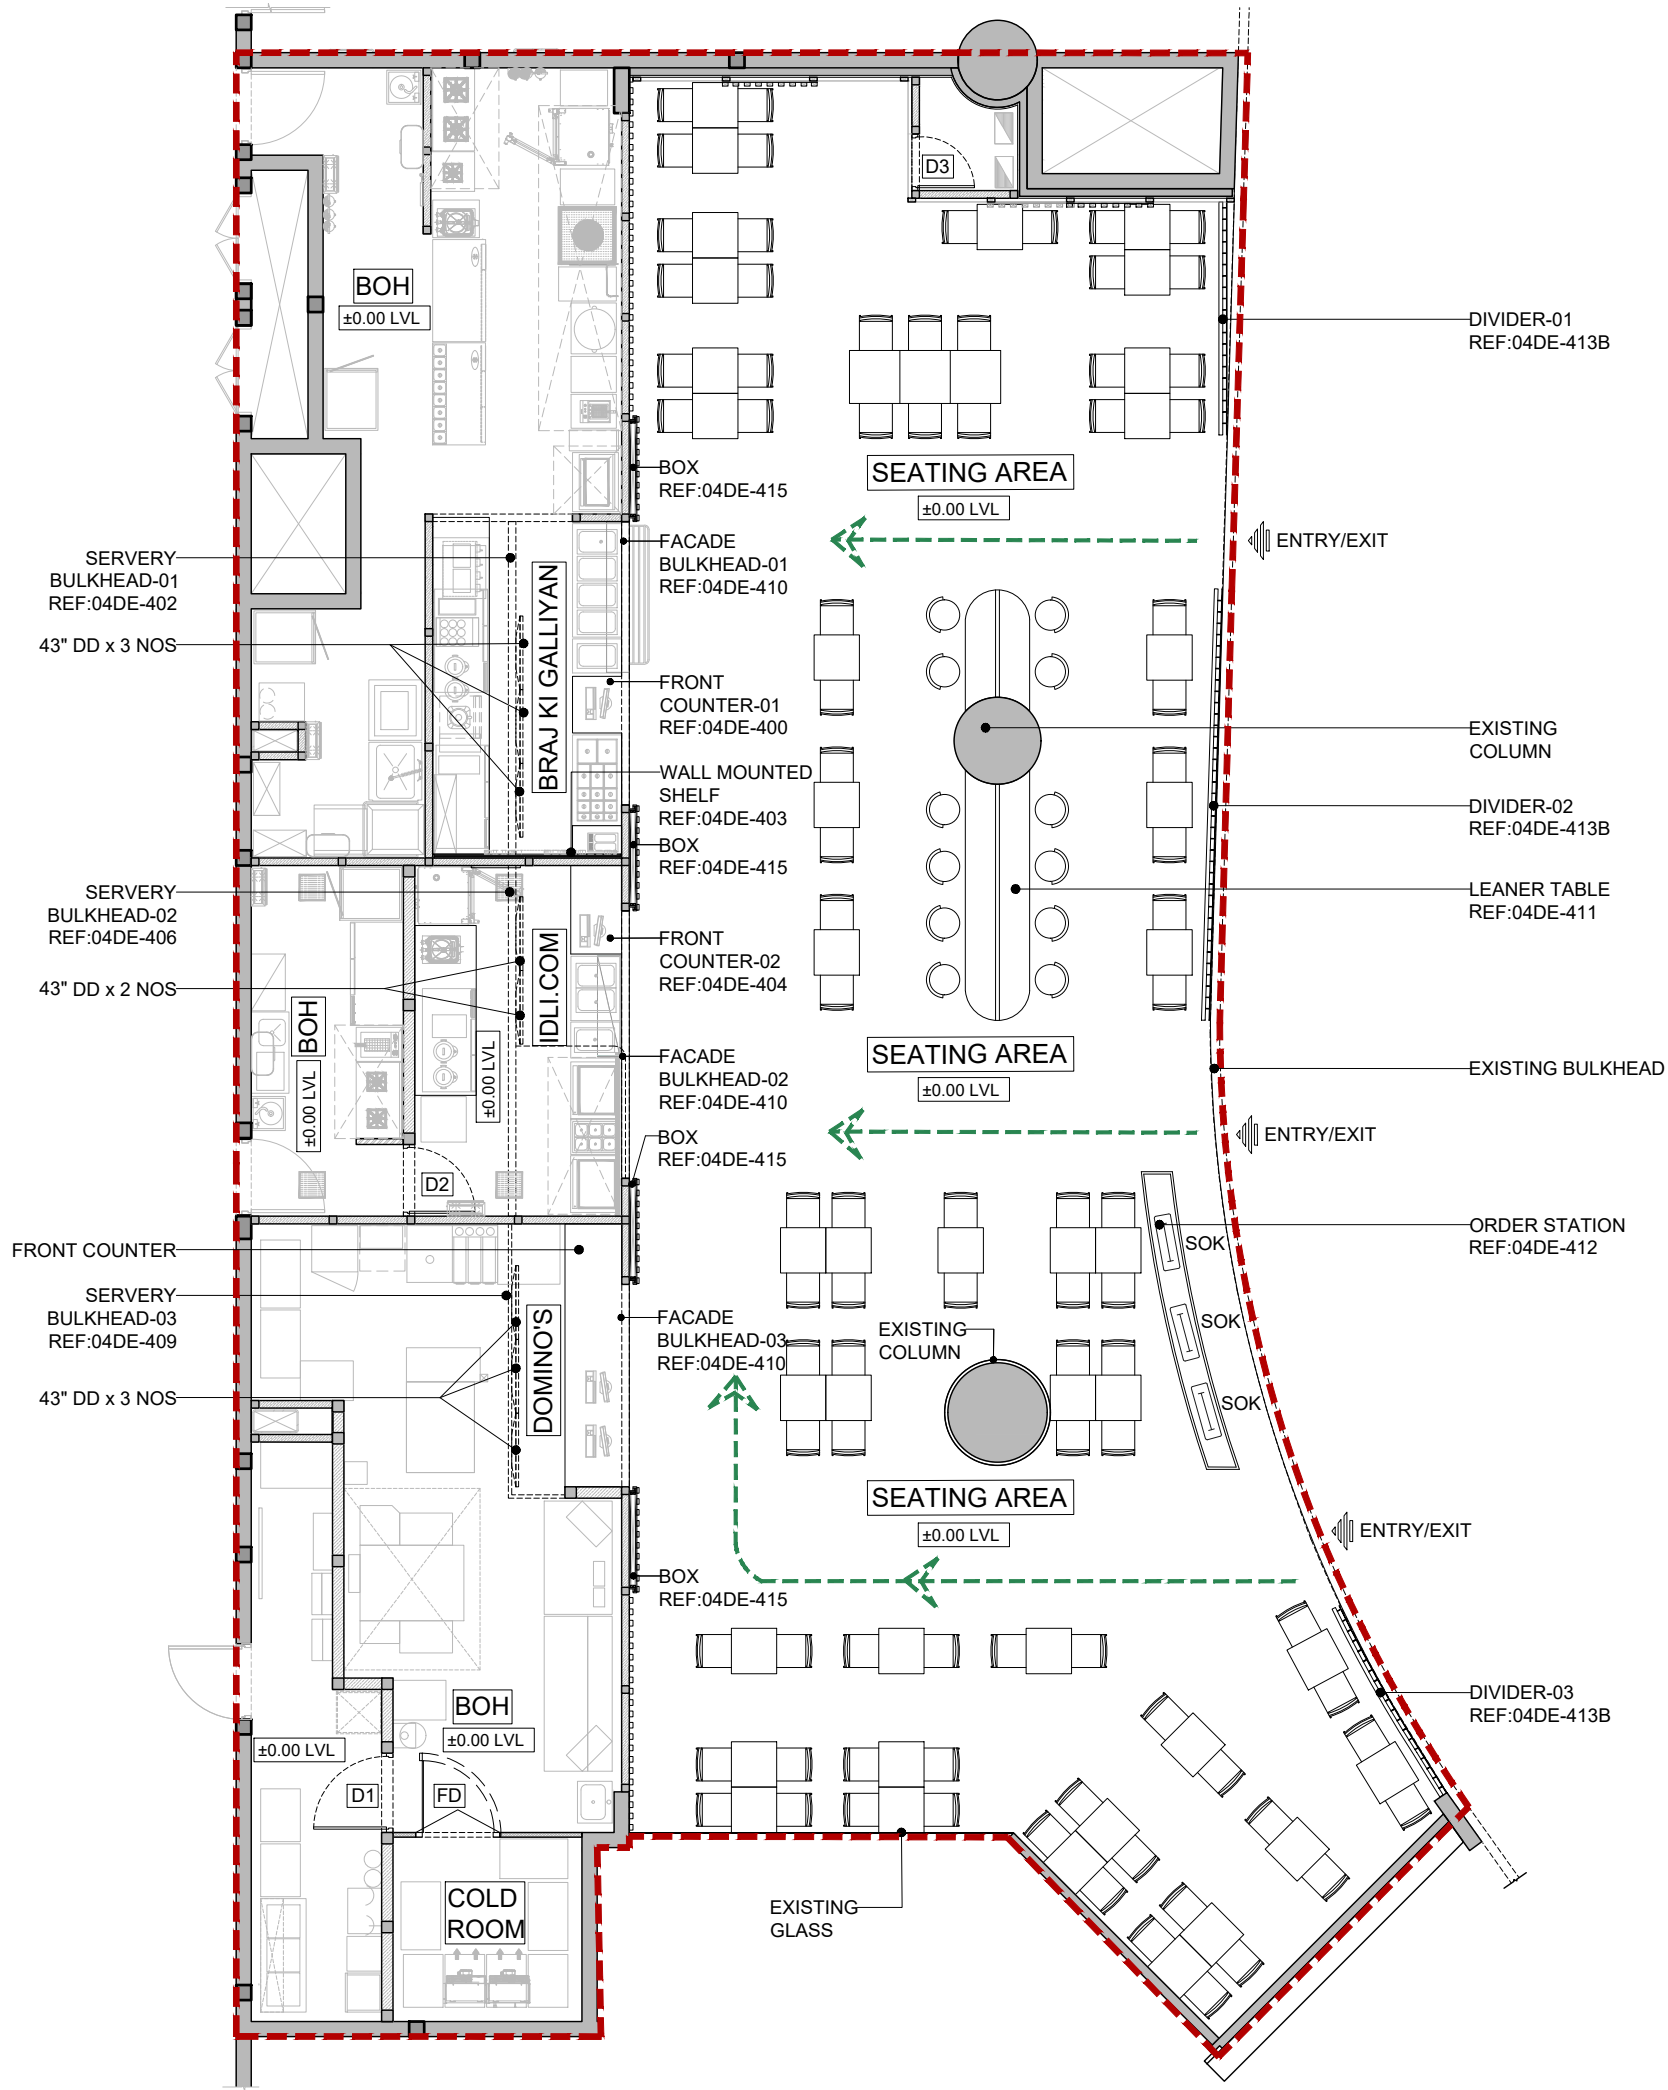 D3
BOH
±0.00 LVL
DIVIDER-01
REF:04DE-413B
BOX
REF:04DE-415
SEATING AREA
±0.00 LVL
SERVERY
BULKHEAD-01
REF:04DE-402
FACADE
BULKHEAD-01
REF:04DE-410
ENTRY/EXIT
43" DD x 3 NOS
BRAJ KI GALLIYAN
FRONT
COUNTER-01
REF:04DE-400
EXISTING
COLUMN
WALL MOUNTED
SHELF
REF:04DE-403
DIVIDER-02
REF:04DE-413B
BOX
REF:04DE-415
SERVERY
BULKHEAD-02
REF:04DE-406
LEANER TABLE
REF:04DE-411
FRONT
COUNTER-02
REF:04DE-404
43" DD x 2 NOS
IDLI.COM
±0.00 LVL
BOH
±0.00 LVL
SEATING AREA
±0.00 LVL
FACADE
BULKHEAD-02
REF:04DE-410
EXISTING BULKHEAD
BOX
REF:04DE-415
ENTRY/EXIT
D2
FRONT COUNTER
ORDER STATION
REF:04DE-412
SOK
SOK
SOK
SERVERY
BULKHEAD-03
REF:04DE-409
FACADE
BULKHEAD-03
REF:04DE-410
EXISTING
COLUMN
43" DD x 3 NOS
DOMINO'S
SEATING AREA
±0.00 LVL
ENTRY/EXIT
BOX
REF:04DE-415
BOH
±0.00 LVL
±0.00 LVL
DIVIDER-03
REF:04DE-413B
D1
FD
COLD
ROOM
EXISTING
GLASS